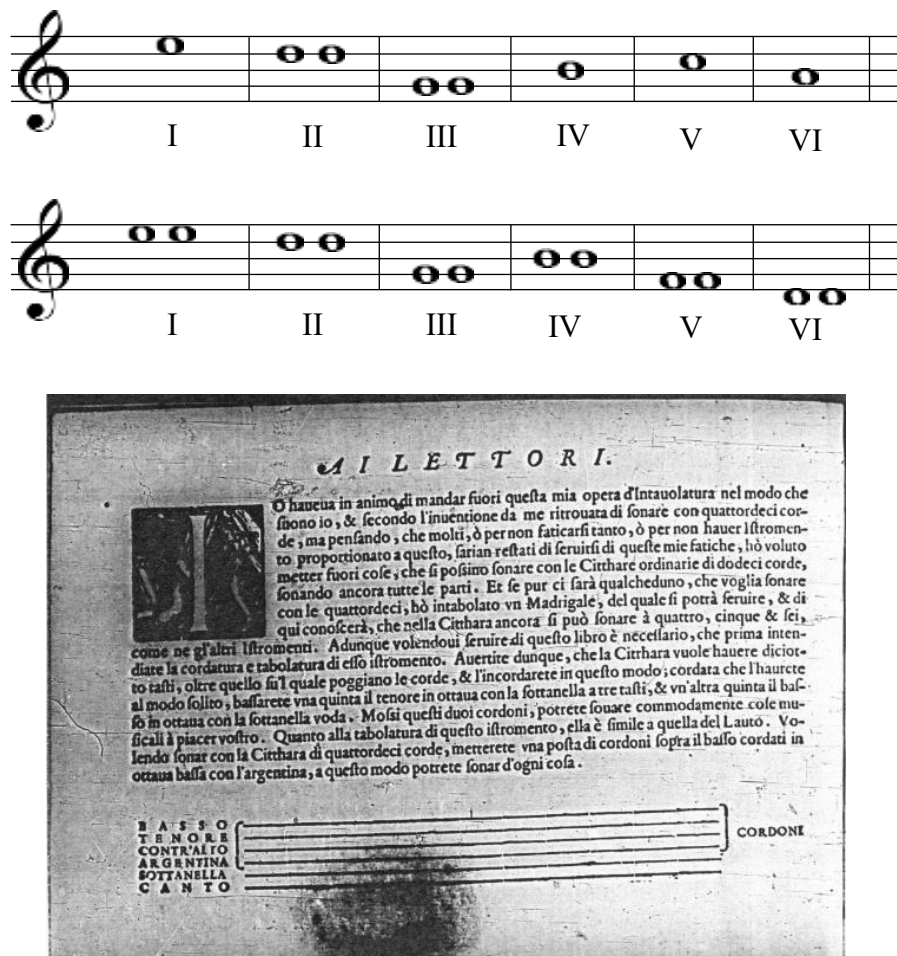 I
II
III
IV
V
VI
I
II
III
IV
V
VI
AI LETTORI.
IO haueua in animo di mandar fuori queſta mia opera d'Intauolatura nel modo che
ſuono io, & ſecondo l'inuentione da me ritrouata di ſonare con quattordeci cor-
de, ma penſando, che molti, ò per non faticarſi tanto, ò per non hauer Iſtromen-
to proportionato a queſto, ſarian reſtati di ſeruirſi di queſte mie fatiche, hò voluto
metter fuori coſe, che ſi poſſino ſonare con le Citthare ordinarie di dodeci corde,
ſonando ancora tutte le parti. Et ſe pur ci ſarà qualcheduno, che voglia ſonare
con le quattordeci, hò intabolato vn Madrigale, del quale ſi potrà ſeruire, & di
qui conoſcerà, che nella Citthara ancora ſi può ſonare à quattro, cinque & ſei,
come ne gl'altri Iſtromenti. Adunque volendoui ſeruire di queſto libro è neceſſario, che prima inten-
diate la cordatura e tabolatura di eſſo iſtromento. Auertite dunque, che la Citthara vuole hauere diciot-
to taſti, oltre quello ſu'l quale poggiano le corde, & l'incordarete in queſto modo; cordata che l'haurete
al modo ſolito, baſſarete vna quinta il tenore in ottaua con la ſottanella a tre taſti, & vn'altra quinta il baſ-
ſo in ottaua con la ſottanella voda. Moſſi queſti duoi cordoni, potrete ſonare commodamente coſe mu-
ſicali à piacer voſtro. Quanto alla tabolatura di queſto iſtromento, ella è ſimile a quella del Lauto. Vo-
lendo ſonar con la Citthara di quattordeci corde, metterete vna poſta di cordoni ſopra il baſſo cordati in
ottaua baſſa con l'argentina, a queſto modo potrete ſonar d'ogni coſa.
BASSO
TENORE
CONTR'ALTO
ARGENTINA
SOTTANELLA
CANTO
CORDONI